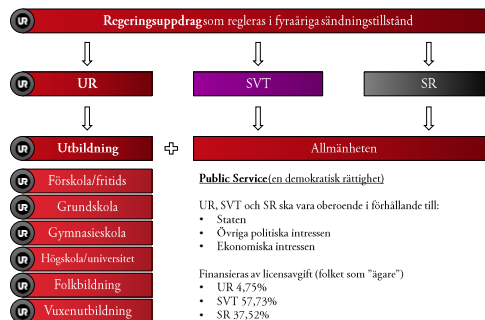 Regeringsuppdrag som regleras i fyraåriga sändningstillstånd
UR
SVT
SR
Utbildning
Allmänheten
Förskola/fritids
Grundskola
Gymnasieskola
Högskola/universitet
Folkbildning
Vuxenutbildning
Public Service (en demokratisk rättighet)
UR, SVT och SR ska vara oberoende i förhållande till:
• Staten
• Övriga politiska intressen
• Ekonomiska intressen
Finansieras av licensavgift (folket som ”ägare”)
• UR 4,75%
• SVT 57,73%
• SR 37,52%